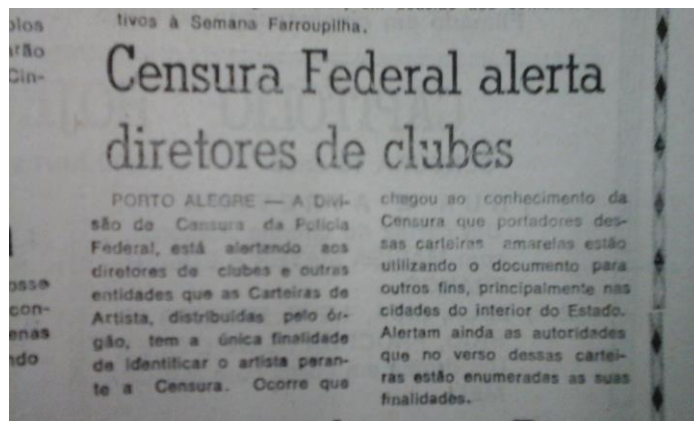 tivos à Semana Farroupilha.
Censura Federal alerta
diretores de clubes
PORTO ALEGRE — A Divi-
são de Censura da Polícia
Federal, está alertando aos
diretores de clubes e outras
entidades que as Carteiras de
Artista, distribuidas pelo ór-
gão, tem a única finalidade
de identificar o artista peran-
te a Censura. Ocorre que
chegou ao conhecimento da
Censura que portadores des-
sas carteiras amarelas estão
utilizando o documento para
outros fins, principalmente nas
cidades do interior do Estado.
Alertam ainda as autoridades
que no verso dessas cartei-
ras estão enumeradas as suas
finalidades.